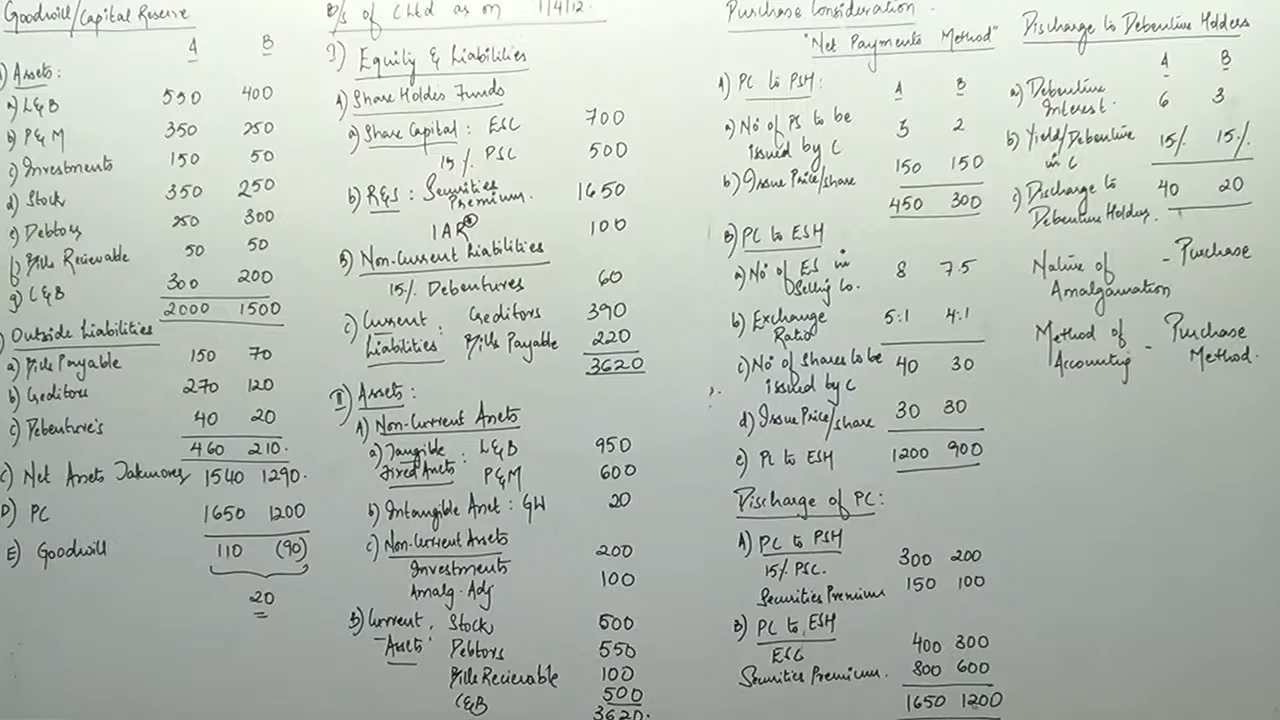 Goodwill/Capital Reserve
A B
Assets:
a) L&B 550 400
b) P&M 350 250
c) Investments 150 50
d) Stock 350 250
e) Debtors 250 300
f) Bills Recievable 50 50
g) C&B 300 200
2000 1500
Outside Liabilities
a) Bills Payable 150 70
b) Creditors 270 120
c) Debenture's 40 20
460 210.
C) Net Assets Takenover 1540 1290.
D) PC 1650 1200
E) Goodwill 110 (90)
20
B/s of C Ltd as on 1/4/12.
I) Equity & Liabilities
A) Share Holdes Funds
a) Share Capital: ESC 700
15% PSC 500
b) R&S: Securities Premium. 1650
IAR 100
B) Non-Current Liabilities
15% Debentures 60
C) Current Liabilities: Creditors 390
Bills Payable 220
3620
II) Assets:
A) Non-Current Assets
a) Tangible Fixed Assets: L&B 950
P&M 600
b) Intangible Asset: GW 20
c) Non-Current Assets
Investments 200
Amalg. Adj 100
B) Current Assets: Stock 500
Debtors 550
Bills Recievable 100
C&B 500
3620.
Purchase Consideration.
"Net Payments Method"
A) PC to PSH: A B
a) No of PS to be issued by C 3 2
b) Issue Price/share 150 150
450 300
B) PC to ESH
a) No of ES in Selling Co. 8 7.5
b) Exchange Ratio 5:1 4:1
c) No of Shares to be issued by C 40 30
d) Issue Price/share 30 30
e) PC to ESH 1200 900
Discharge of PC:
A) PC to PSH
15% PSC. 300 200
Securities Premium 150 100
B) PC to ESH
ESC 400 300
Securities Premium. 800 600
1650 1200
Discharge to Debenture Holders
A B
a) Debenture Interest. 6 3
b) Yield/Debenture in C 15% 15%
c) Discharge to Debenture Holders. 40 20
Nature of Amalgamation - Purchase
Method of Accounting - Purchase Method.